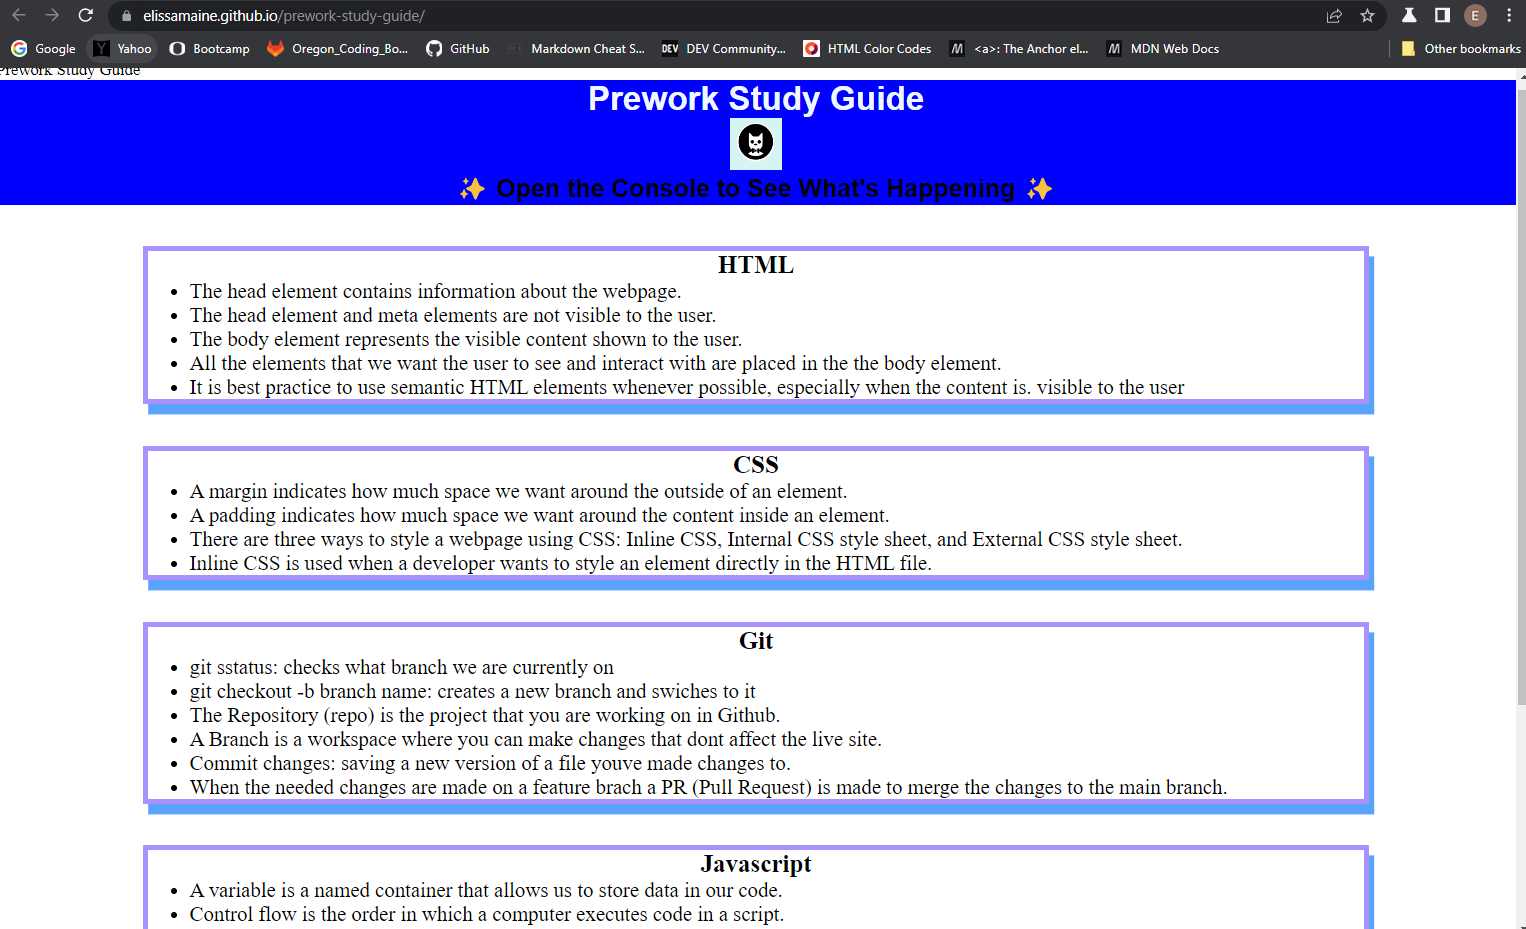 elissamaine.github.io/prework-study-guide/
E
Google Yahoo Bootcamp Oregon_Coding_Bo... GitHub Markdown Cheat S... DEV DEV Community,... HTML Color Codes <a>: The Anchor el... MDN Web Docs Other bookmarks
Prework Study Guide
Prework Study Guide
✨ Open the Console to See What's Happening ✨
HTML
• The head element contains information about the webpage.
• The head element and meta elements are not visible to the user.
• The body element represents the visible content shown to the user.
• All the elements that we want the user to see and interact with are placed in the the body element.
• It is best practice to use semantic HTML elements whenever possible, especially when the content is. visible to the user
CSS
• A margin indicates how much space we want around the outside of an element.
• A padding indicates how much space we want around the content inside an element.
• There are three ways to style a webpage using CSS: Inline CSS, Internal CSS style sheet, and External CSS style sheet.
• Inline CSS is used when a developer wants to style an element directly in the HTML file.
Git
• git sstatus: checks what branch we are currently on
• git checkout -b branch name: creates a new branch and swiches to it
• The Repository (repo) is the project that you are working on in Github.
• A Branch is a workspace where you can make changes that dont affect the live site.
• Commit changes: saving a new version of a file youve made changes to.
• When the needed changes are made on a feature brach a PR (Pull Request) is made to merge the changes to the main branch.
Javascript
• A variable is a named container that allows us to store data in our code.
• Control flow is the order in which a computer executes code in a script.